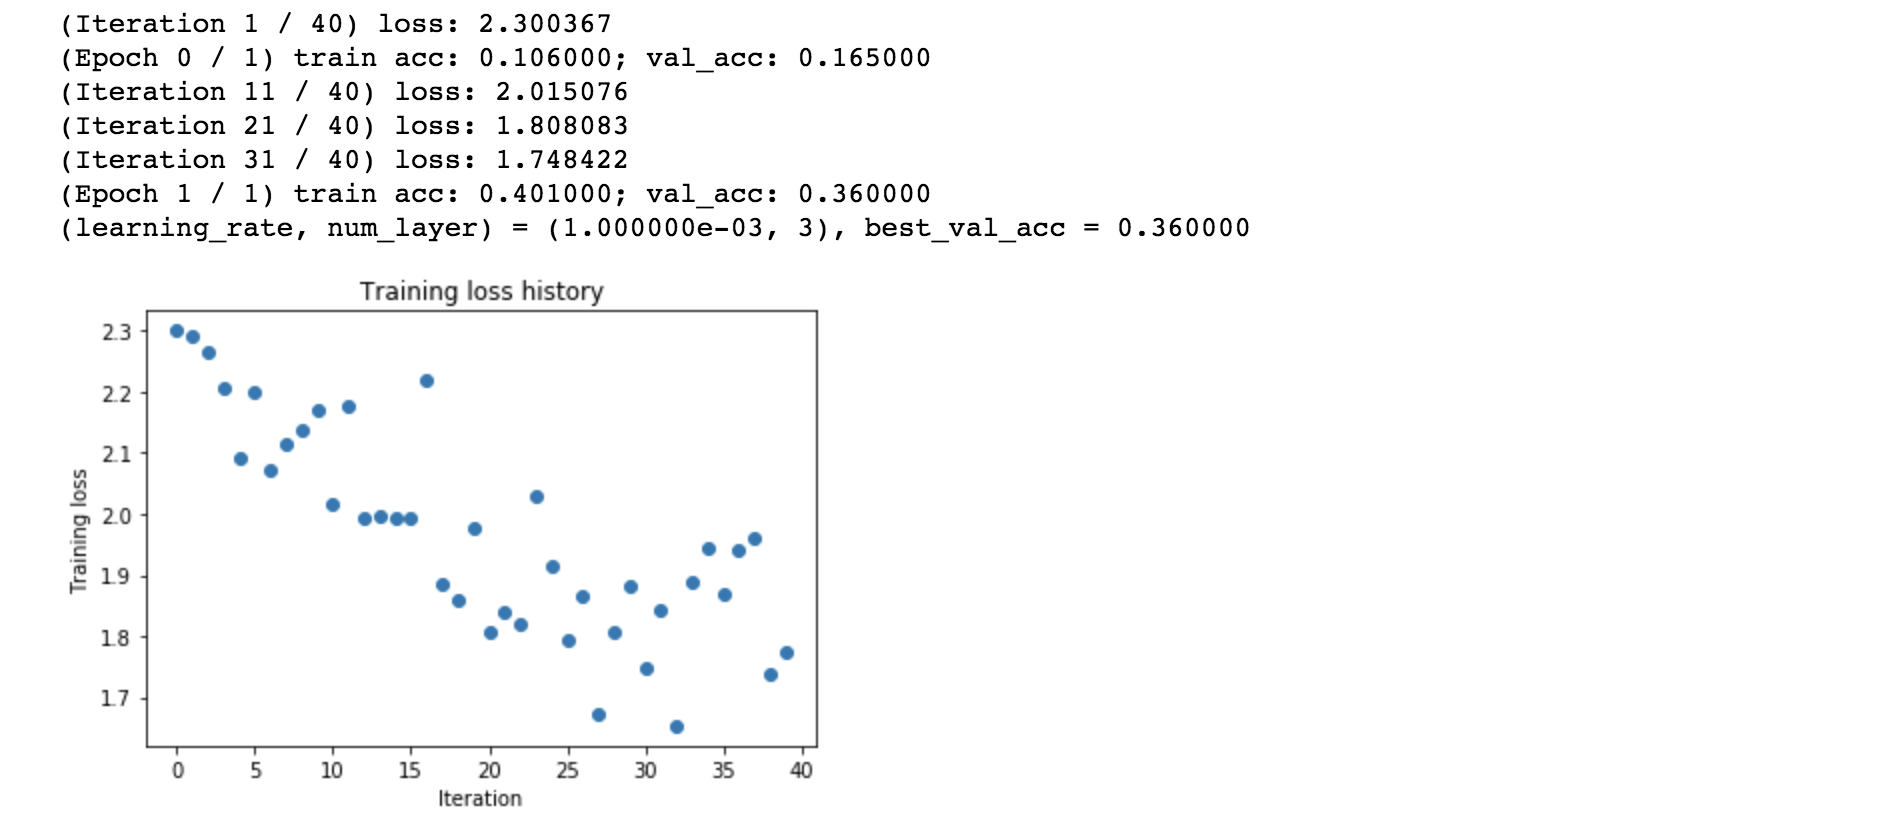 (Iteration 1 / 40) loss: 2.300367
(Epoch 0 / 1) train acc: 0.106000; val_acc: 0.165000
(Iteration 11 / 40) loss: 2.015076
(Iteration 21 / 40) loss: 1.808083
(Iteration 31 / 40) loss: 1.748422
(Epoch 1 / 1) train acc: 0.401000; val_acc: 0.360000
(learning_rate, num_layer) = (1.000000e-03, 3), best_val_acc = 0.360000
Training loss history
2.3
2.2
2.1
2.0
1.9
1.8
1.7
Training loss
0 5 10 15 20 25 30 35 40
Iteration